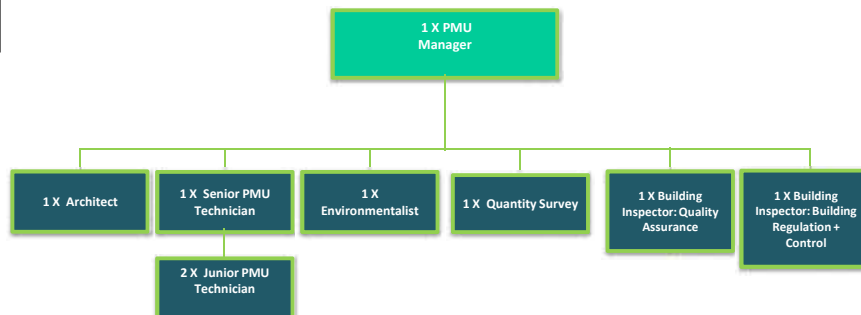 1 X PMU
Manager
1 X Architect
1 X Senior PMU
Technician
1 X
Environmentalist
1 X Quantity Survey
1 X Building
Inspector: Quality
Assurance
1 X Building
Inspector: Building
Regulation +
Control
2 X Junior PMU
Technician